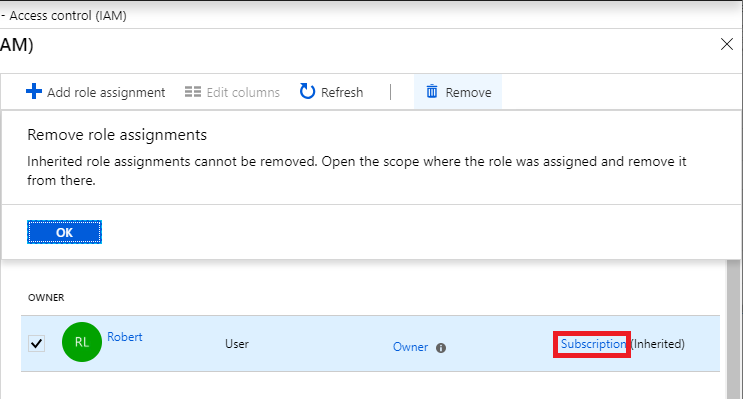 - Access control (IAM)
AM)
Add role assignment Edit columns Refresh Remove
Remove role assignments
Inherited role assignments cannot be removed. Open the scope where the role was assigned and remove it
from there.
OK
OWNER
RL Robert User Owner Subscription (Inherited)